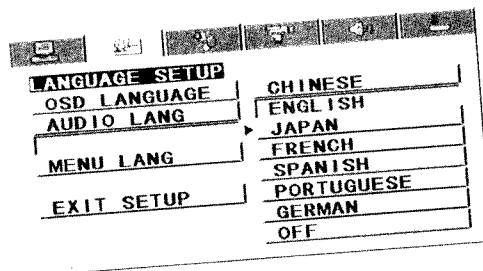 LANGUAGE SETUP
OSD LANGUAGE
AUDIO LANG
MENU LANG
EXIT SETUP
CHINESE
ENGLISH
JAPAN
FRENCH
SPANISH
PORTUGUESE
GERMAN
OFF